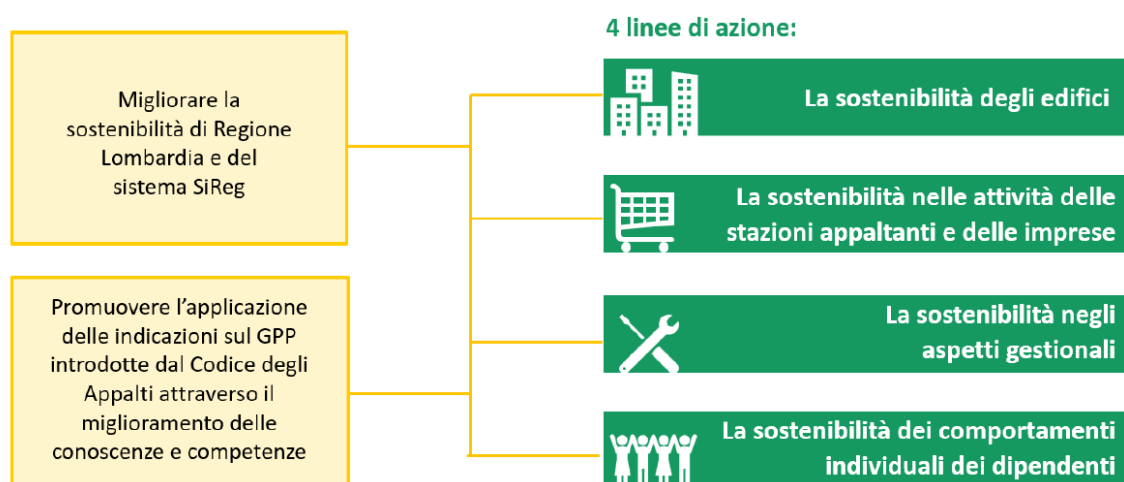 Migliorare la
sostenibilità di Regione
Lombardia e del
sistema SiReg
Promuovere l'applicazione
delle indicazioni sul GPP
introdotte dal Codice degli
Appalti attraverso il
miglioramento delle
conoscenze e competenze
4 linee di azione:
La sostenibilità degli edifici
La sostenibilità nelle attività delle
stazioni appaltanti e delle imprese
La sostenibilità negli
aspetti gestionali
La sostenibilità dei comportamenti
individuali dei dipendenti